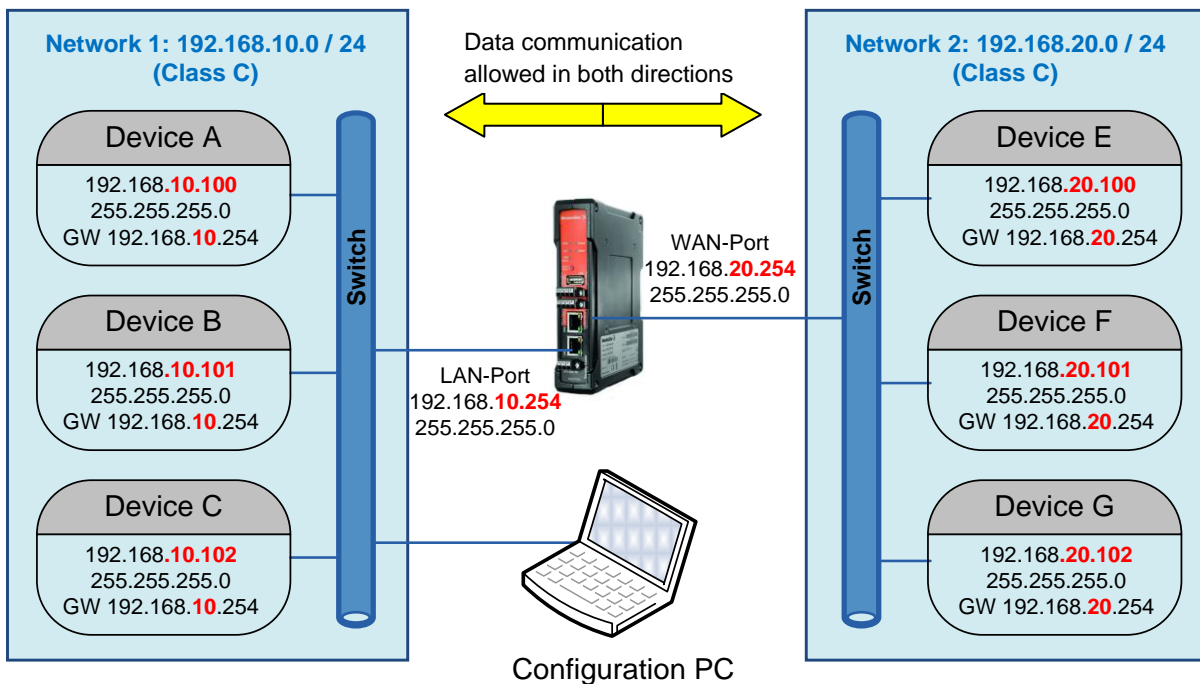 Network 1: 192.168.10.0 / 24
(Class C)
Device A
192.168.10.100
255.255.255.0
GW 192.168.10.254
Device B
192.168.10.101
255.255.255.0
GW 192.168.10.254
Device C
192.168.10.102
255.255.255.0
GW 192.168.10.254
Switch
Data communication
allowed in both directions
WAN-Port
192.168.20.254
255.255.255.0
LAN-Port
192.168.10.254
255.255.255.0
Configuration PC
Network 2: 192.168.20.0 / 24
(Class C)
Switch
Device E
192.168.20.100
255.255.255.0
GW 192.168.20.254
Device F
192.168.20.101
255.255.255.0
GW 192.168.20.254
Device G
192.168.20.102
255.255.255.0
GW 192.168.20.254